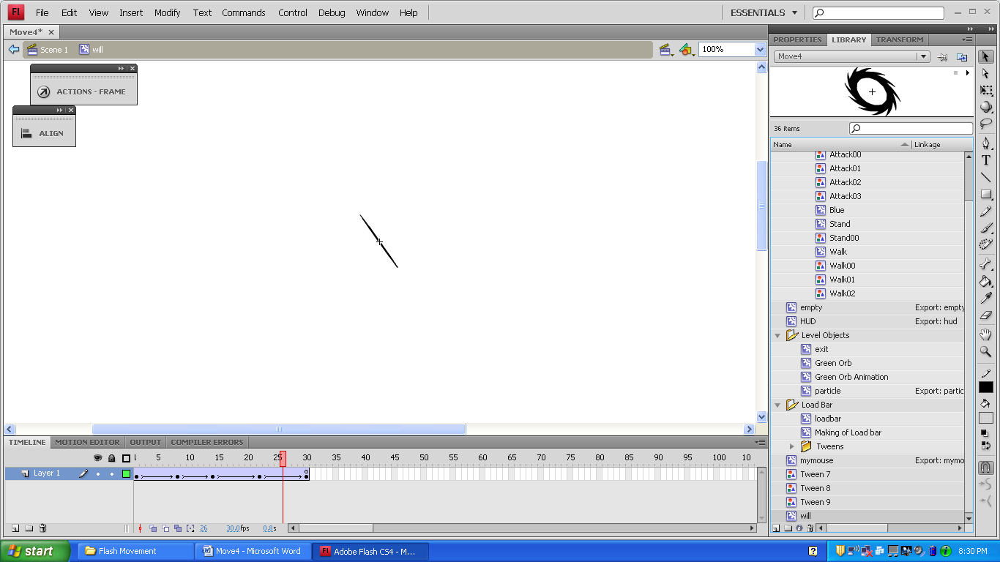 Fl File Edit View Insert Modify Text Commands Control Debug Window Help ESSENTIALS
Move4* ×
Scene 1 will 100%
ACTIONS - FRAME
ALIGN
PROPERTIES LIBRARY TRANSFORM
Move4
36 items
Name Linkage
Attack00
Attack01
Attack02
Attack03
Blue
Stand
Stand00
Walk
Walk00
Walk01
Walk02
empty Export: empty
HUD Export: hud
Level Objects
exit
Green Orb
Green Orb Animation
particle Export: partic
Load Bar
loadbar
Making of Load bar
Tweens
mymouse Export: mymo
Tween 7
Tween 8
Tween 9
will
TIMELINE MOTION EDITOR OUTPUT COMPILER ERRORS
5 10 15 20 25 30 35 40 45 50 55 60 65 70 75 80 85 90 95 100 10
Layer 1
26 30.0fps 0.8s
start Flash Movement Move4 - Microsoft Word Fl Adobe Flash CS4 - M... 8:30 PM